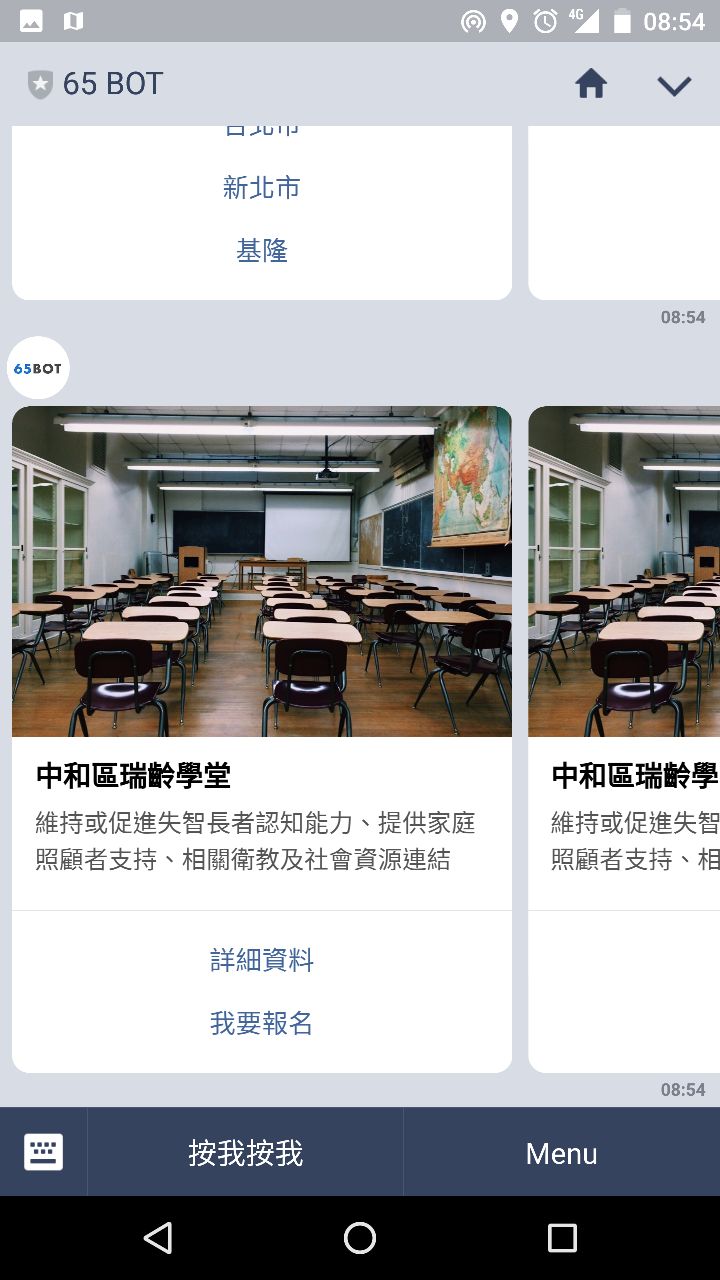 4G 08:54
65 BOT
台北市
新北市
基隆
08:54
65BOT
中和區瑞齡學堂
中和區瑞齡學
維持或促進失智長者認知能力、提供家庭
維持或促進失智
照顧者支持、相關衛教及社會資源連結
照顧者支持、相
詳細資料
我要報名
08:54
按我按我
Menu